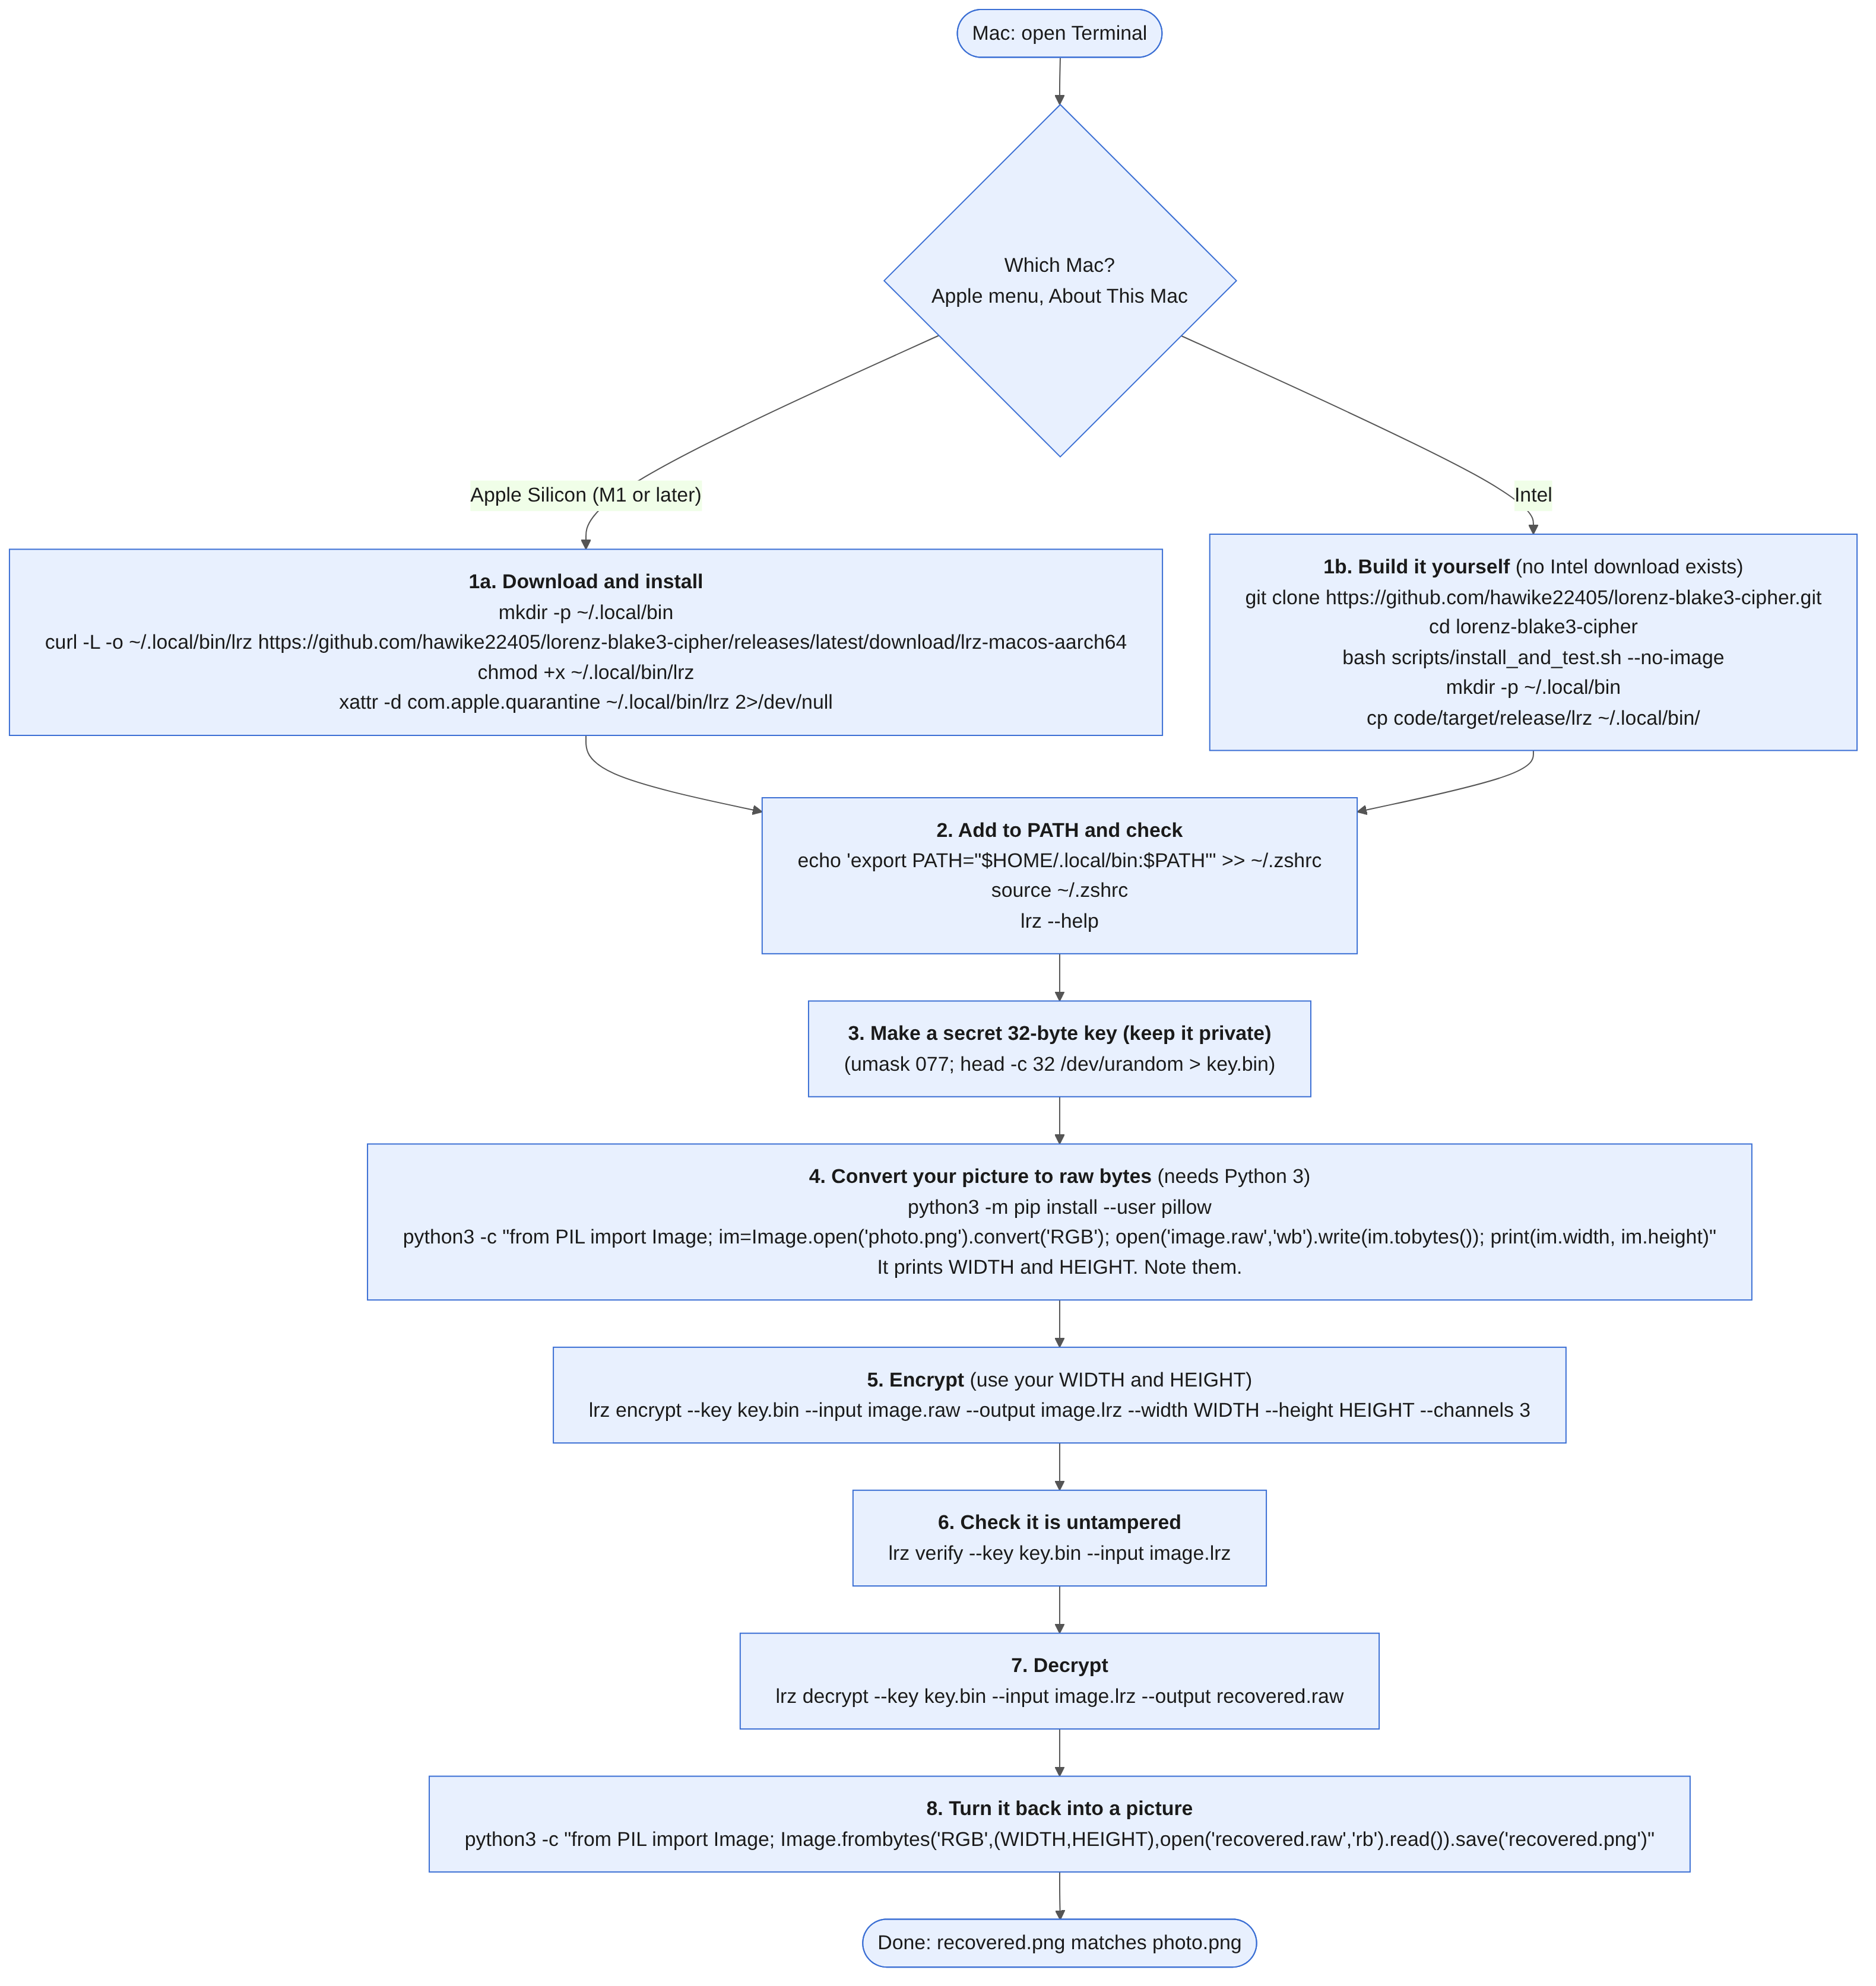 Mac: open Terminal
Which Mac?
Apple menu, About This Mac
Apple Silicon (M1 or later)
Intel
1a. Download and install
mkdir -p ~/.local/bin
curl -L -o ~/.local/bin/lrz https://github.com/hawike22405/lorenz-blake3-cipher/releases/latest/download/lrz-macos-aarch64
chmod +x ~/.local/bin/lrz
xattr -d com.apple.quarantine ~/.local/bin/lrz 2>/dev/null
1b. Build it yourself (no Intel download exists)
git clone https://github.com/hawike22405/lorenz-blake3-cipher.git
cd lorenz-blake3-cipher
bash scripts/install_and_test.sh --no-image
mkdir -p ~/.local/bin
cp code/target/release/lrz ~/.local/bin/
2. Add to PATH and check
echo 'export PATH="$HOME/.local/bin:$PATH"' >> ~/.zshrc
source ~/.zshrc
lrz --help
3. Make a secret 32-byte key (keep it private)
(umask 077; head -c 32 /dev/urandom > key.bin)
4. Convert your picture to raw bytes (needs Python 3)
python3 -m pip install --user pillow
python3 -c "from PIL import Image; im=Image.open('photo.png').convert('RGB'); open('image.raw','wb').write(im.tobytes()); print(im.width, im.height)"
It prints WIDTH and HEIGHT. Note them.
5. Encrypt (use your WIDTH and HEIGHT)
lrz encrypt --key key.bin --input image.raw --output image.lrz --width WIDTH --height HEIGHT --channels 3
6. Check it is untampered
lrz verify --key key.bin --input image.lrz
7. Decrypt
lrz decrypt --key key.bin --input image.lrz --output recovered.raw
8. Turn it back into a picture
python3 -c "from PIL import Image; Image.frombytes('RGB',(WIDTH,HEIGHT),open('recovered.raw','rb').read()).save('recovered.png')"
Done: recovered.png matches photo.png